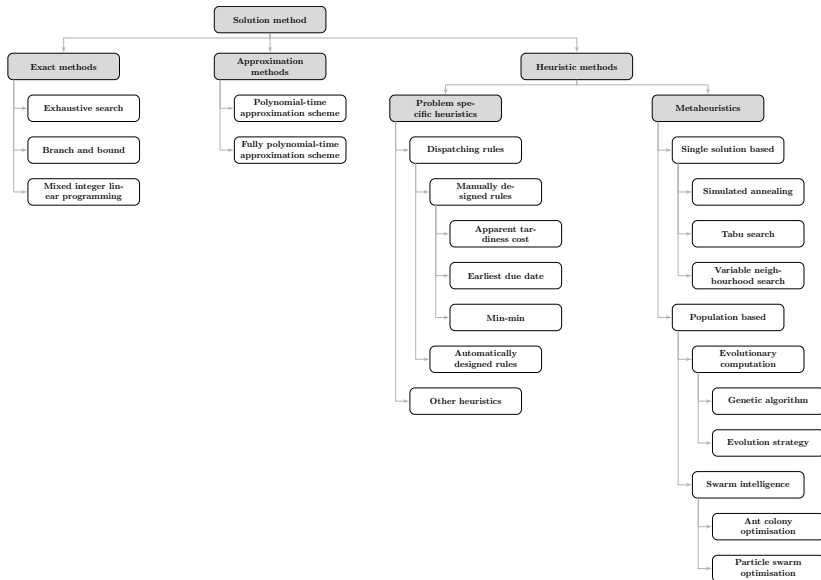 Solution method
Exact methods
Approximation
methods
Heuristic methods
Exhaustive search
Branch and bound
Mixed integer lin-
ear programming
Polynomial-time
approximation scheme
Fully polynomial-time
approximation scheme
Problem spe-
cific heuristics
Dispatching rules
Manually de-
signed rules
Apparent tar-
diness cost
Earliest due date
Min-min
Automatically
designed rules
Other heuristics
Metaheuristics
Single solution based
Simulated annealing
Tabu search
Variable neigh-
bourhood search
Population based
Evolutionary
computation
Genetic algorithm
Evolution strategy
Swarm intelligence
Ant colony
optimisation
Particle swarm
optimisation